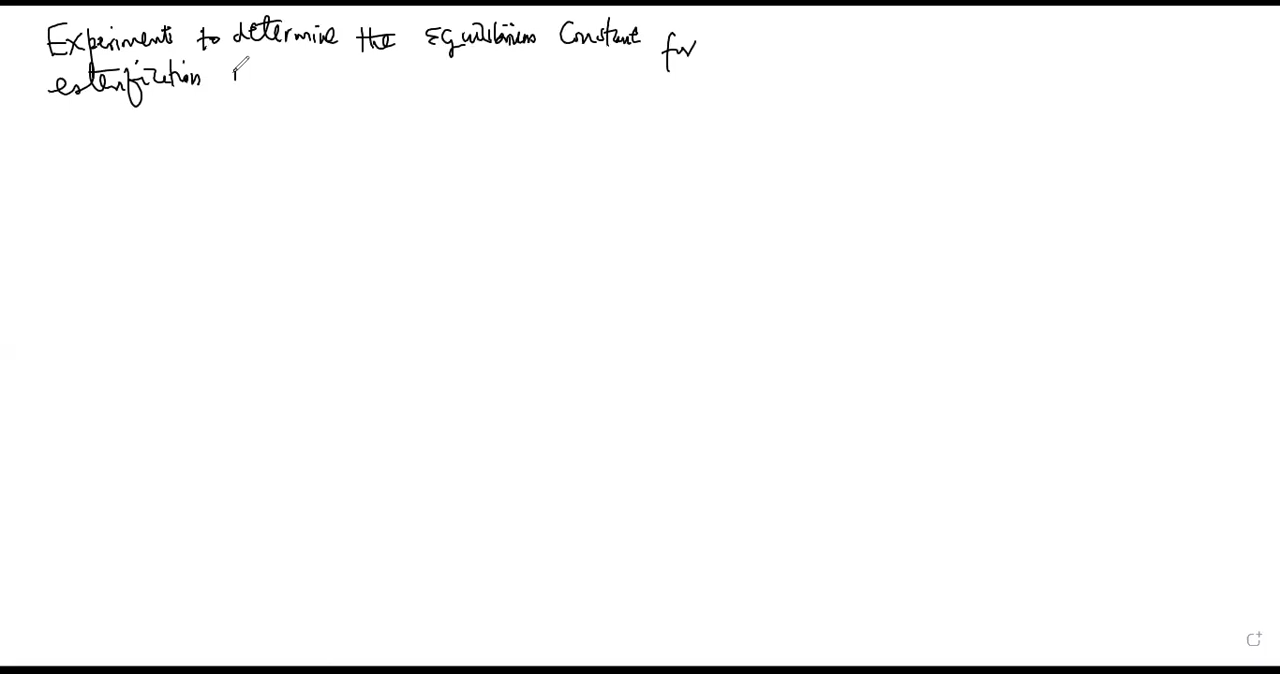 Experiments to determine the Equilibrium Constant for
esterification